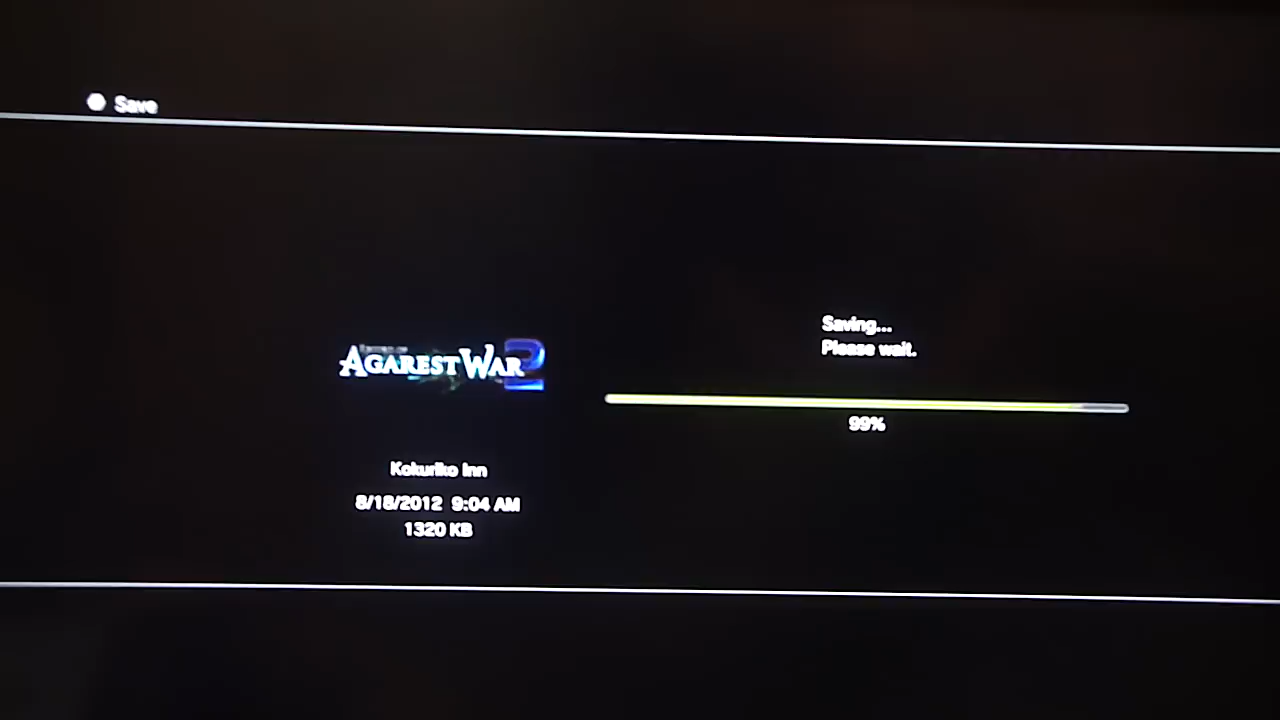 Save
Saving...
Please wait.
AGAREST WAR 2
99%
Kokuriko Inn
8/18/2012 9:04 AM
1320 KB